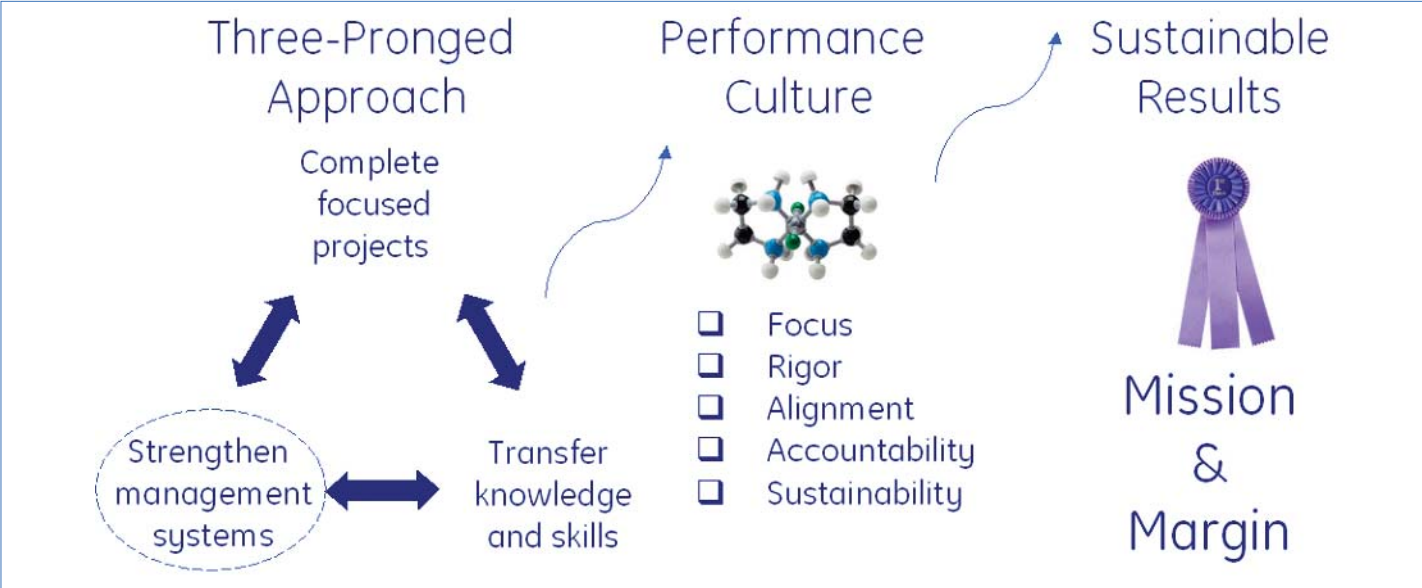 Three-Pronged
Approach
Complete
focused
projects
Strengthen
management
systems
Transfer
knowledge
and skills
Performance
Culture
Focus
Rigor
Alignment
Accountability
Sustainability
Sustainable
Results
Mission
&
Margin